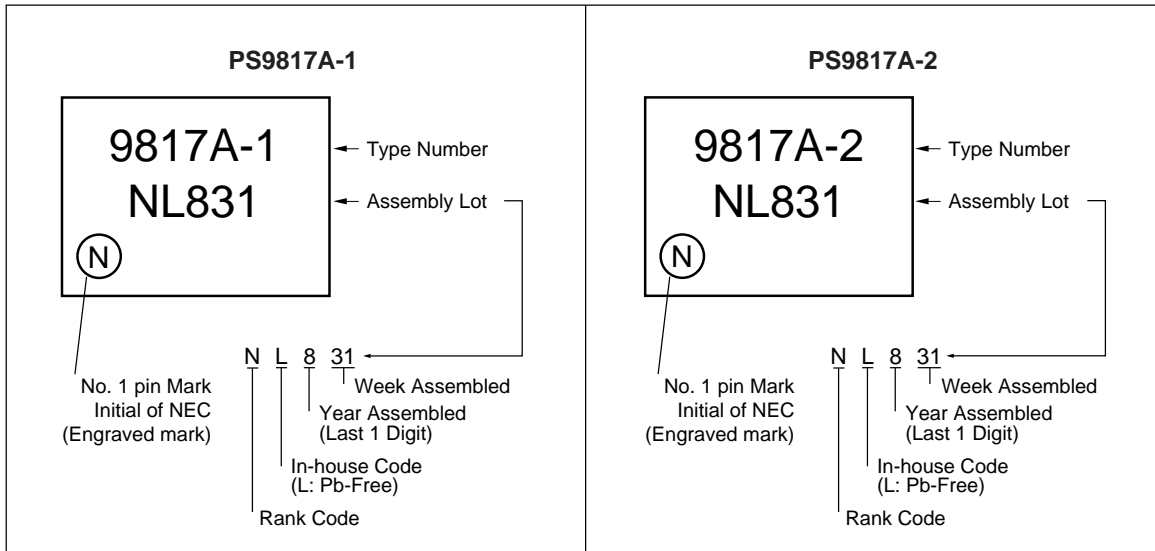 PS9817A-1
9817A-1
Type Number
NL831
Assembly Lot
N
N L 8 31
No. 1 pin Mark
Initial of NEC
(Engraved mark)
Week Assembled
Year Assembled
(Last 1 Digit)
In-house Code
(L: Pb-Free)
Rank Code
PS9817A-2
9817A-2
Type Number
NL831
Assembly Lot
N
N L 8 31
No. 1 pin Mark
Initial of NEC
(Engraved mark)
Week Assembled
Year Assembled
(Last 1 Digit)
In-house Code
(L: Pb-Free)
Rank Code